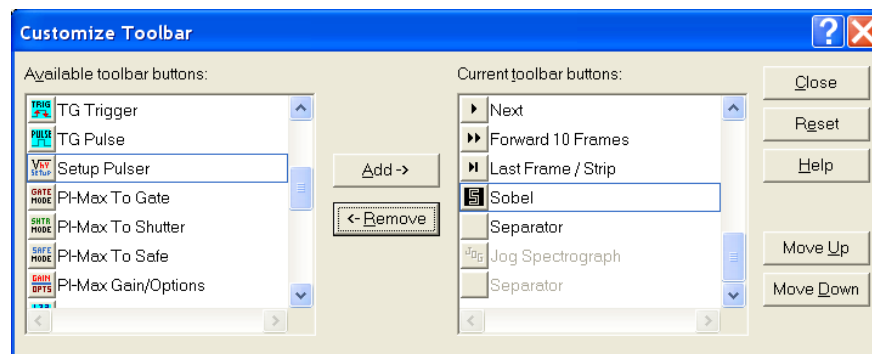 Customize Toolbar
Available toolbar buttons:
TRIG TG Trigger
PULSE TG Pulse
SETUP Setup Pulser
GATE MODE PI-Max To Gate
SHTR MODE PI-Max To Shutter
SAFE MODE PI-Max To Safe
GAIN OPTS PI-Max Gain/Options
Add ->
<- Remove
Current toolbar buttons:
Next
Forward 10 Frames
Last Frame / Strip
S Sobel
Separator
JOG Jog Spectrograph
Separator
Close
Reset
Help
Move Up
Move Down